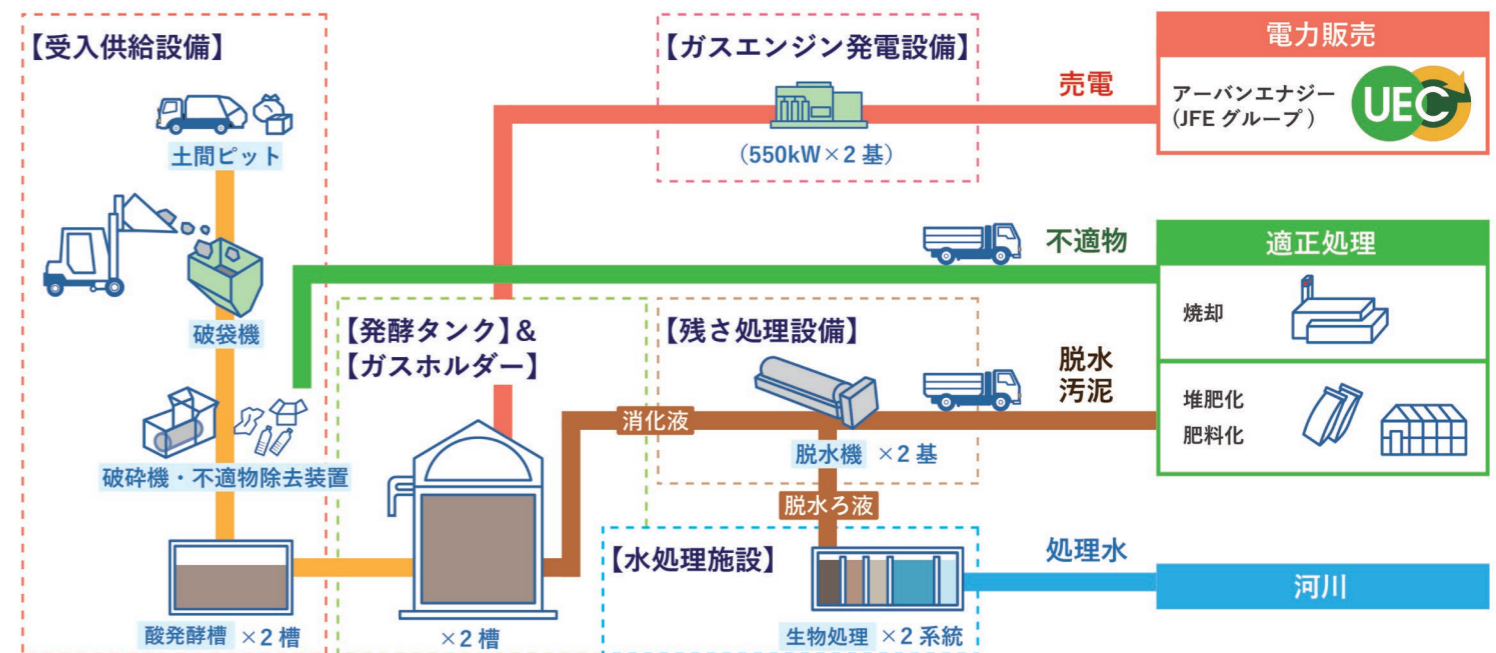 【受入供給設備】
土間ピット
破袋機
破砕機・不適物除去装置
酸発酵槽 ×2槽
【発酵タンク】&
【ガスホルダー】
×2槽
【ガスエンジン発電設備】
(550kW×2基)
売電
電力販売
アーバンエナジー
(JFEグループ)
UEC
不適物
適正処理
焼却
堆肥化
肥料化
【残さ処理設備】
消化液
脱水機 ×2基
脱水
汚泥
脱水ろ液
【水処理施設】
生物処理 ×2系統
処理水
河川